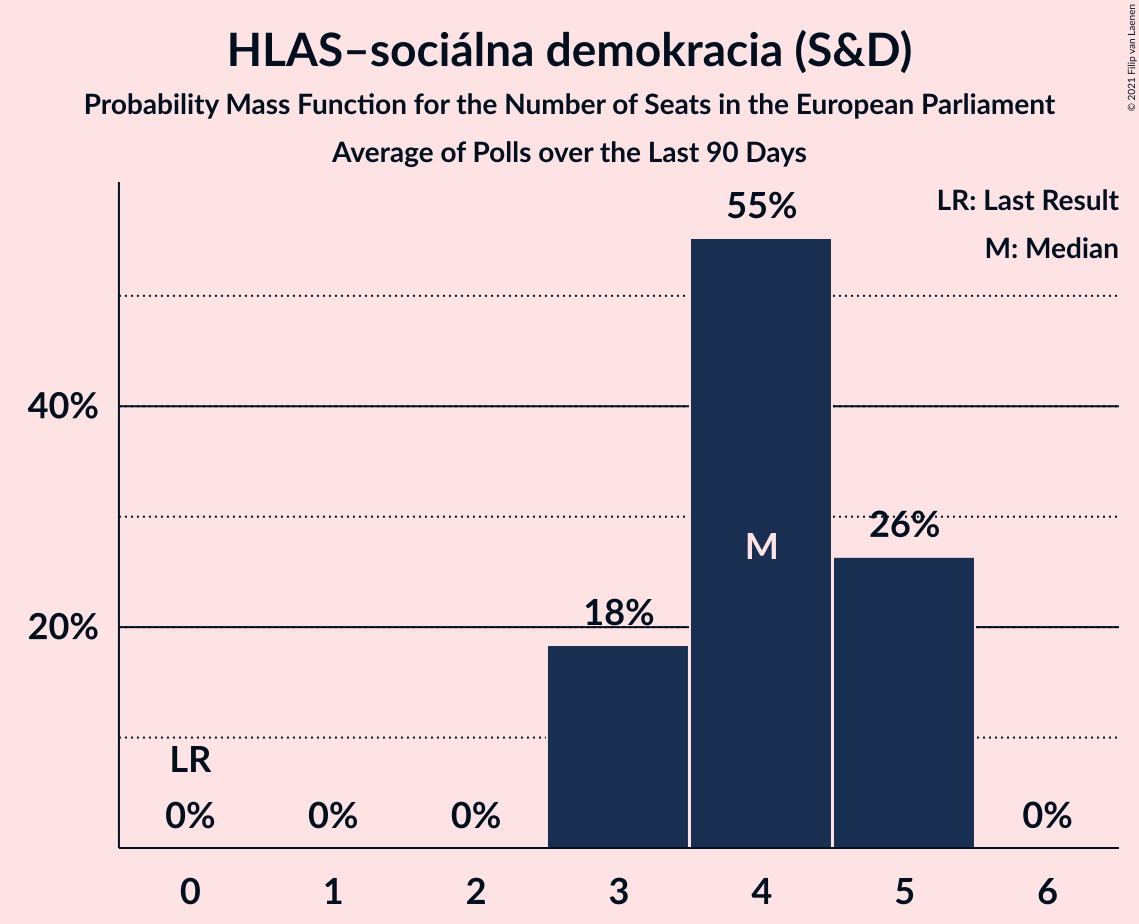 HLAS–sociálna demokracia (S&D)
Probability Mass Function for the Number of Seats in the European Parliament
Average of Polls over the Last 90 Days
© 2021 Filip van Laenen
LR: Last Result
M: Median
55%
40%
26%
M
20%
18%
LR
0%
0%
0%
0%
0 1 2 3 4 5 6